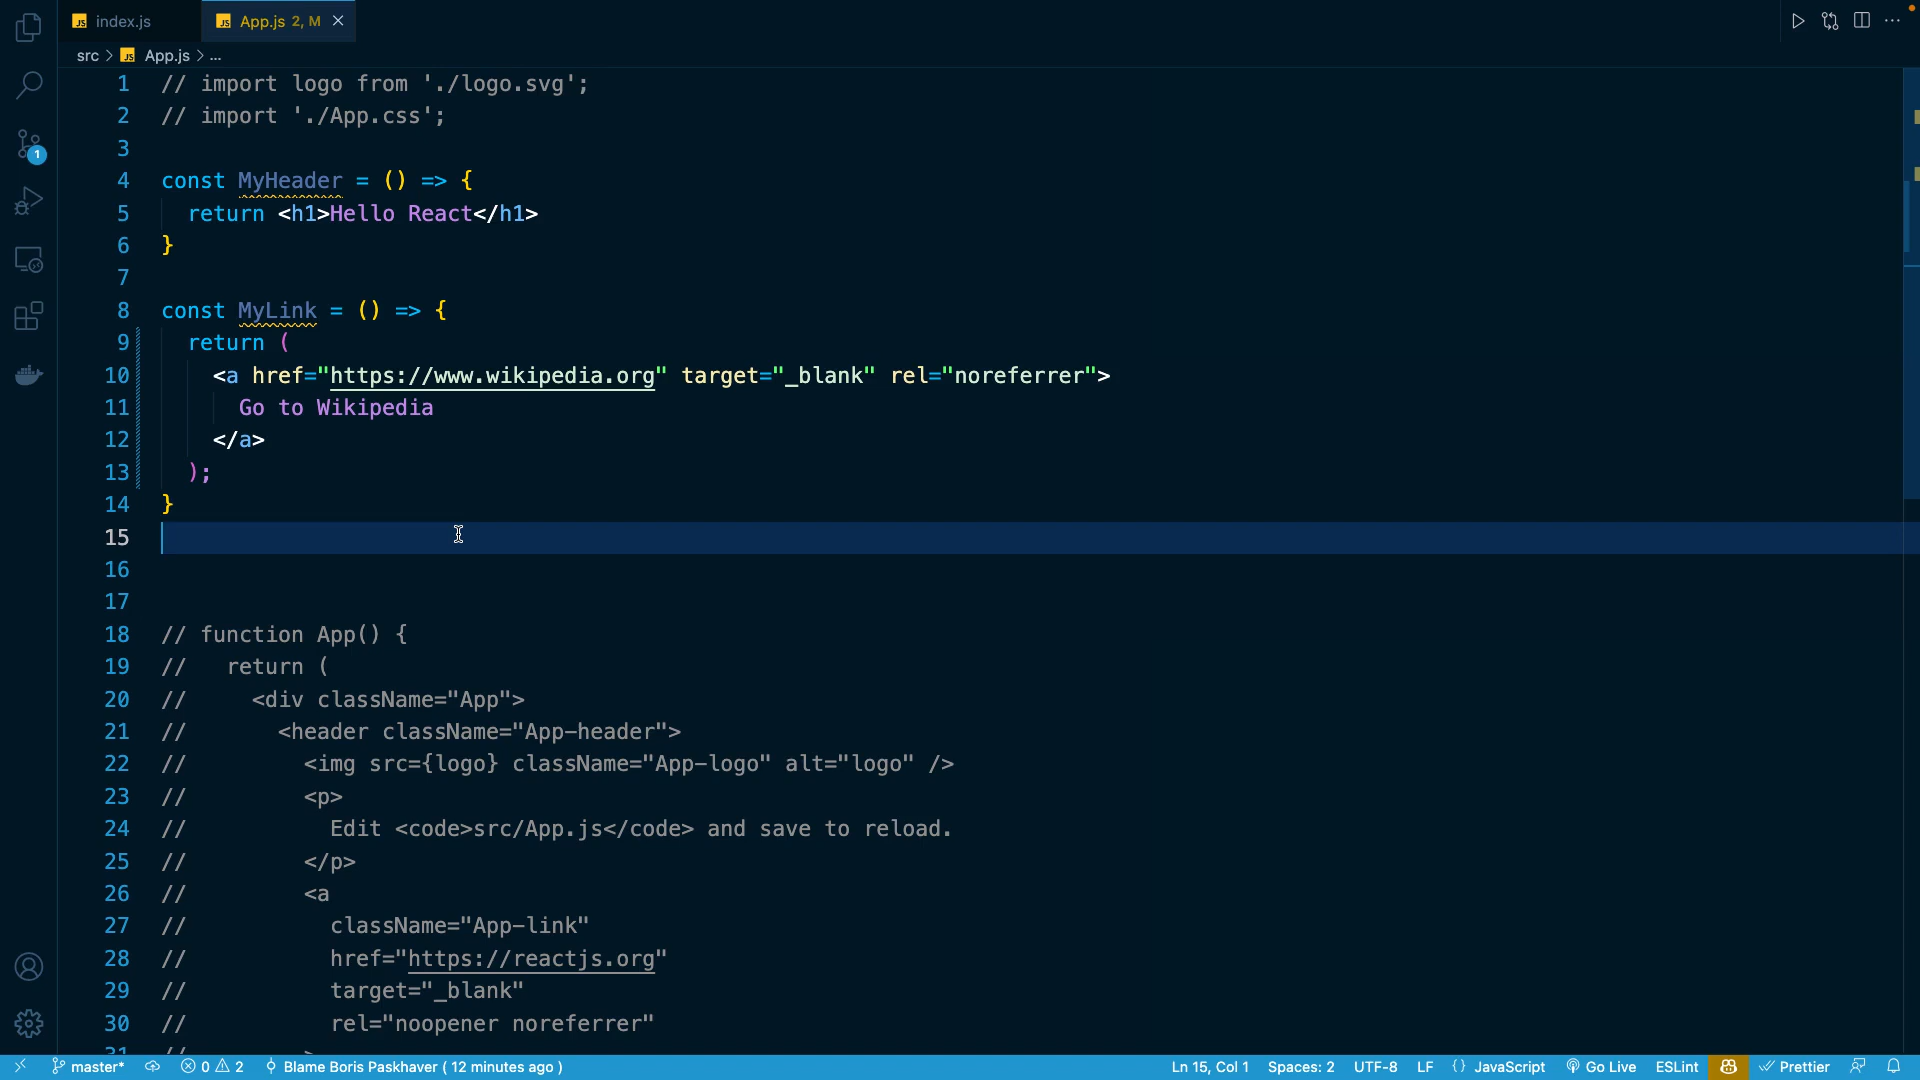 index.js
App.js 2, M
src > App.js > ...
1 // import logo from './logo.svg';
2 // import './App.css';
3
4 const MyHeader = () => {
5 return <h1>Hello React</h1>
6 }
7
8 const MyLink = () => {
9 return (
10 <a href="https://www.wikipedia.org" target="_blank" rel="noreferrer">
11 Go to Wikipedia
12 </a>
13 );
14 }
15
16
17
18 // function App() {
19 //   return (
20 //     <div className="App">
21 //       <header className="App-header">
22 //         <img src={logo} className="App-logo" alt="logo" />
23 //         <p>
24 //           Edit <code>src/App.js</code> and save to reload.
25 //         </p>
26 //         <a
27 //           className="App-link"
28 //           href="https://reactjs.org"
29 //           target="_blank"
30 //           rel="noopener noreferrer"
31 //         >
1
master* 0 2 Blame Boris Paskhaver ( 12 minutes ago ) Ln 15, Col 1 Spaces: 2 UTF-8 LF {} JavaScript Go Live ESLint Prettier